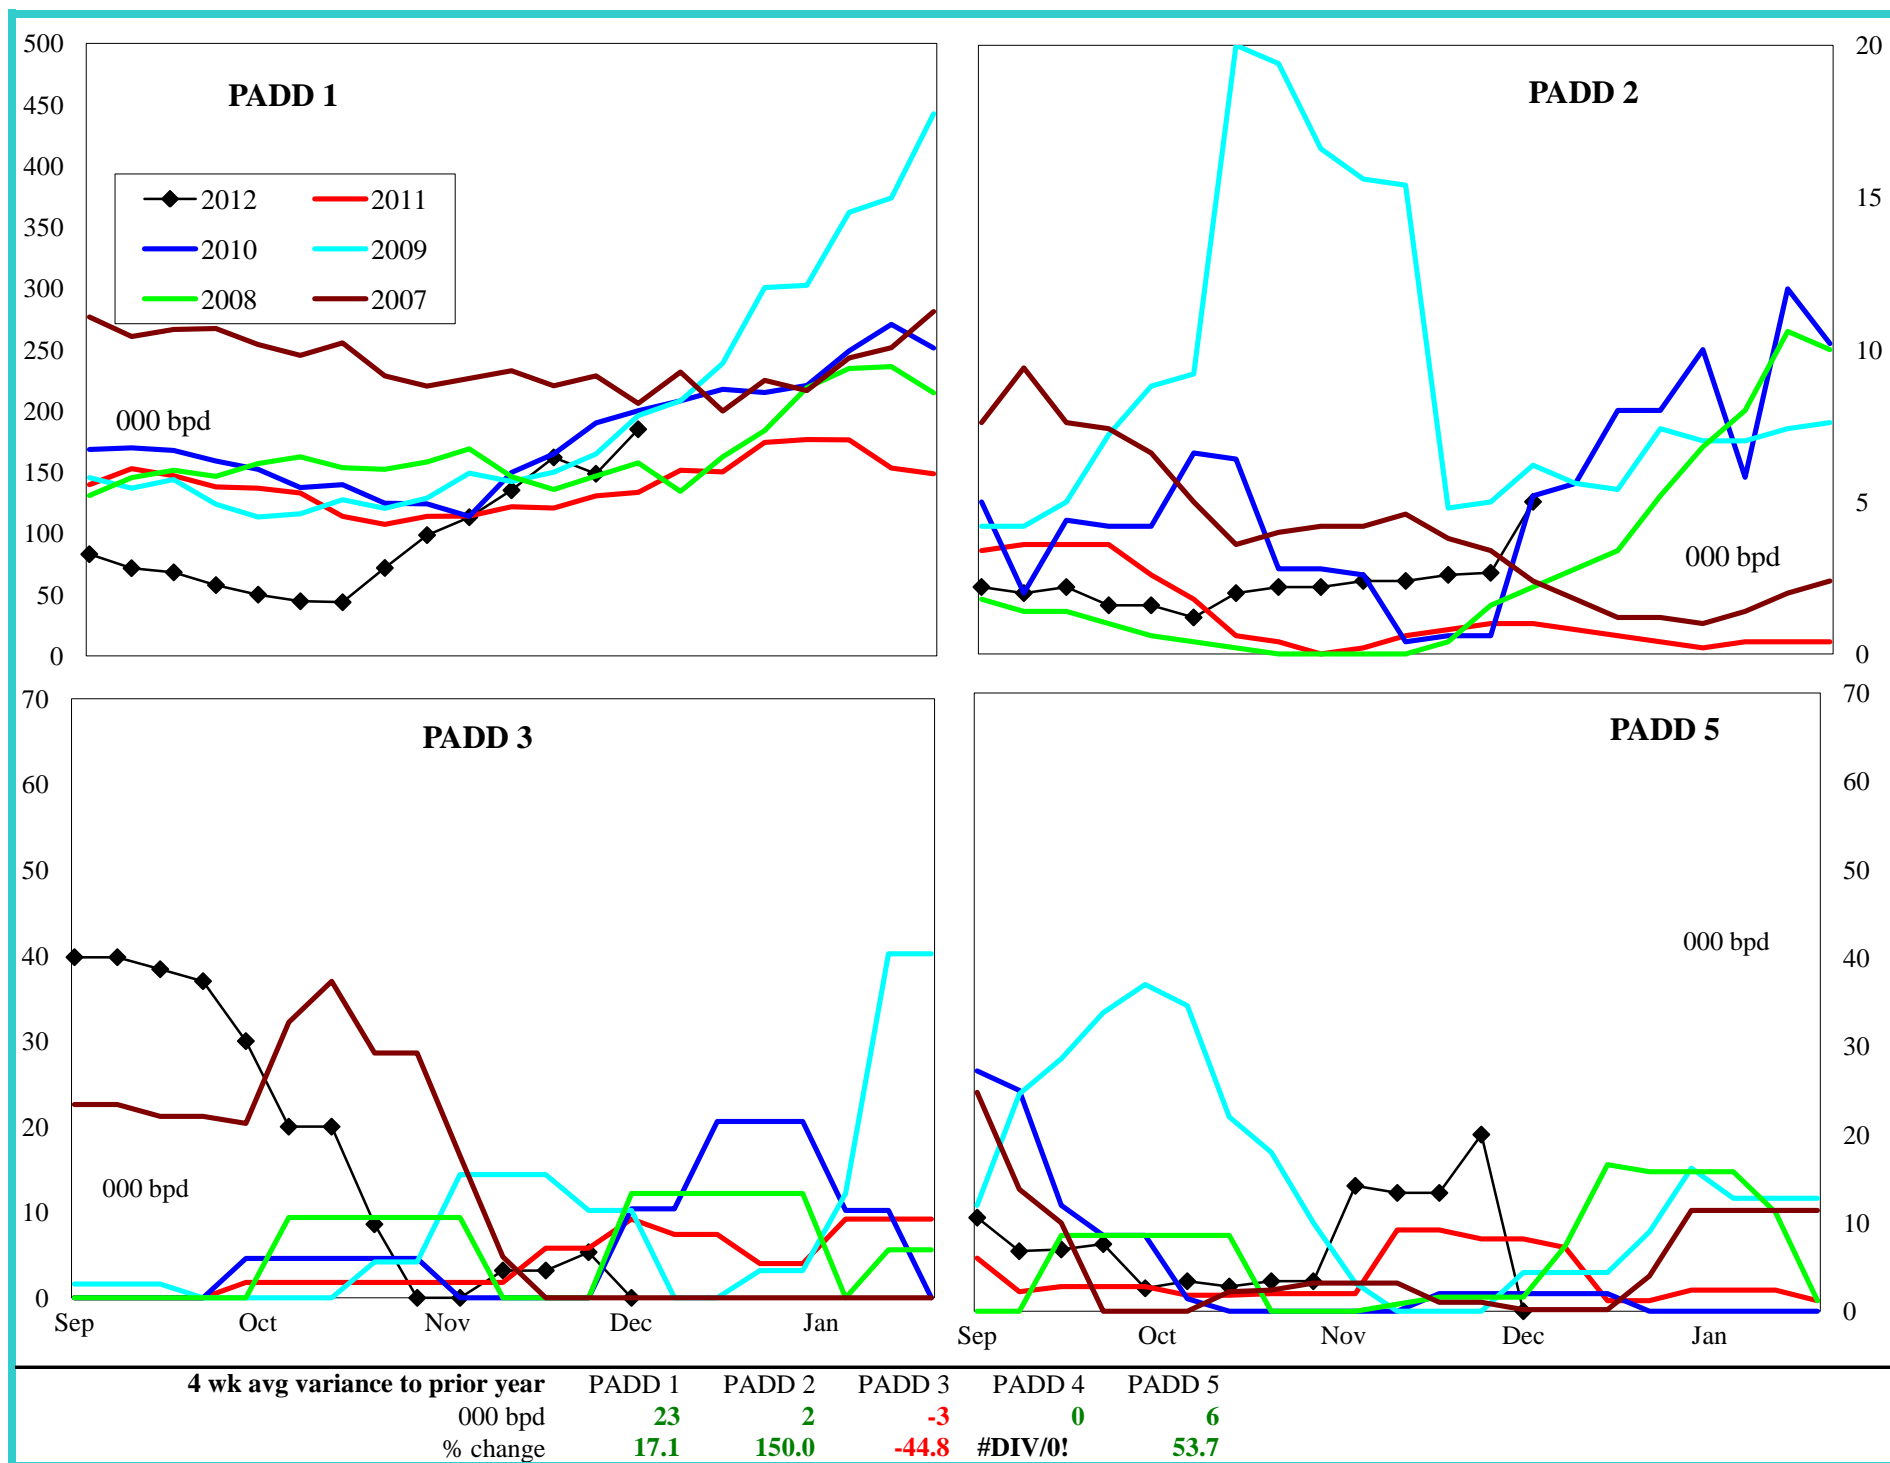 PADD 1
500
450
400
350
300
250
200
150
100
50
0
2012 2011
2010 2009
2008 2007
000 bpd
PADD 2
20
15
10
5
0
000 bpd
PADD 3
70
60
50
40
30
20
10
0
000 bpd
Sep Oct Nov Dec Jan
PADD 5
70
60
50
40
30
20
10
0
000 bpd
Sep Oct Nov Dec Jan
4 wk avg variance to prior year PADD 1 PADD 2 PADD 3 PADD 4 PADD 5
000 bpd 23 2 -3 0 6
% change 17.1 150.0 -44.8 #DIV/0! 53.7